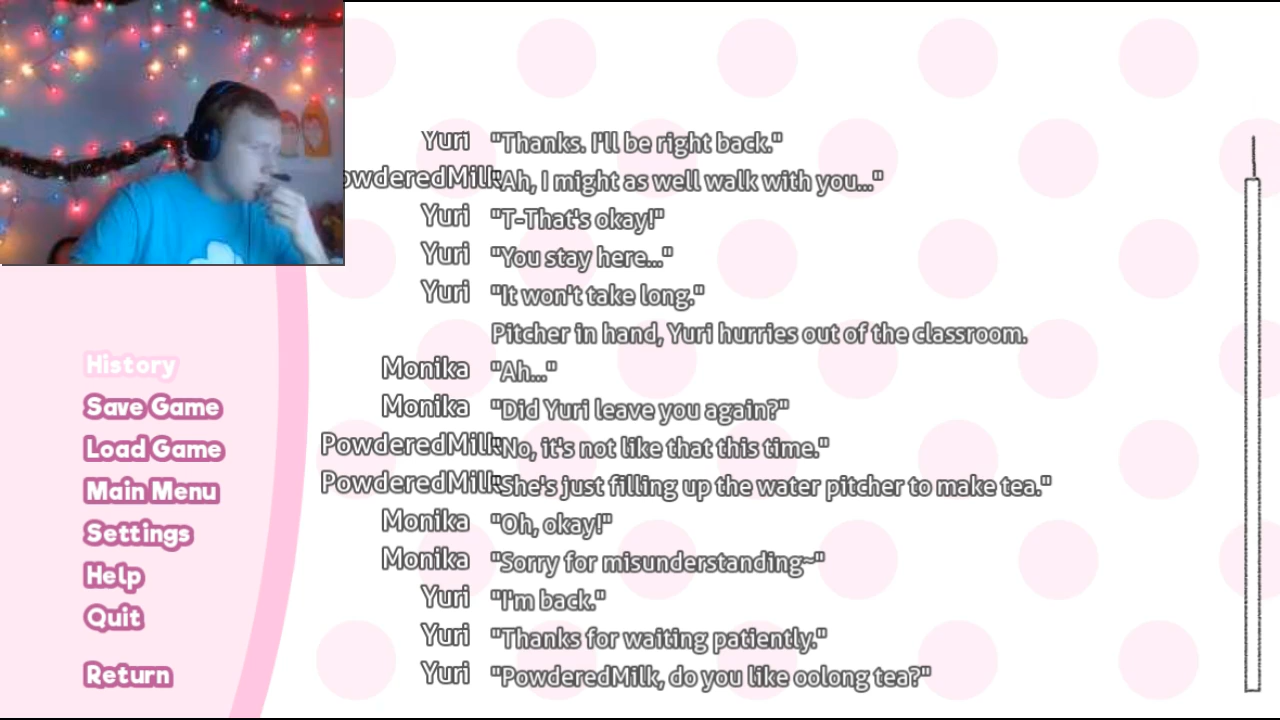 Yuri "Thanks. I'll be right back."
owderedMilk "Ah, I might as well walk with you..."
Yuri "T-That's okay!"
Yuri "You stay here..."
Yuri "It won't take long."
Pitcher in hand, Yuri hurries out of the classroom.
Monika "Ah..."
Monika "Did Yuri leave you again?"
PowderedMilk "No, it's not like that this time."
PowderedMilk "She's just filling up the water pitcher to make tea."
Monika "Oh, okay!"
Monika "Sorry for misunderstanding~"
Yuri "I'm back."
Yuri "Thanks for waiting patiently."
Yuri "PowderedMilk, do you like oolong tea?"
History
Save Game
Load Game
Main Menu
Settings
Help
Quit
Return